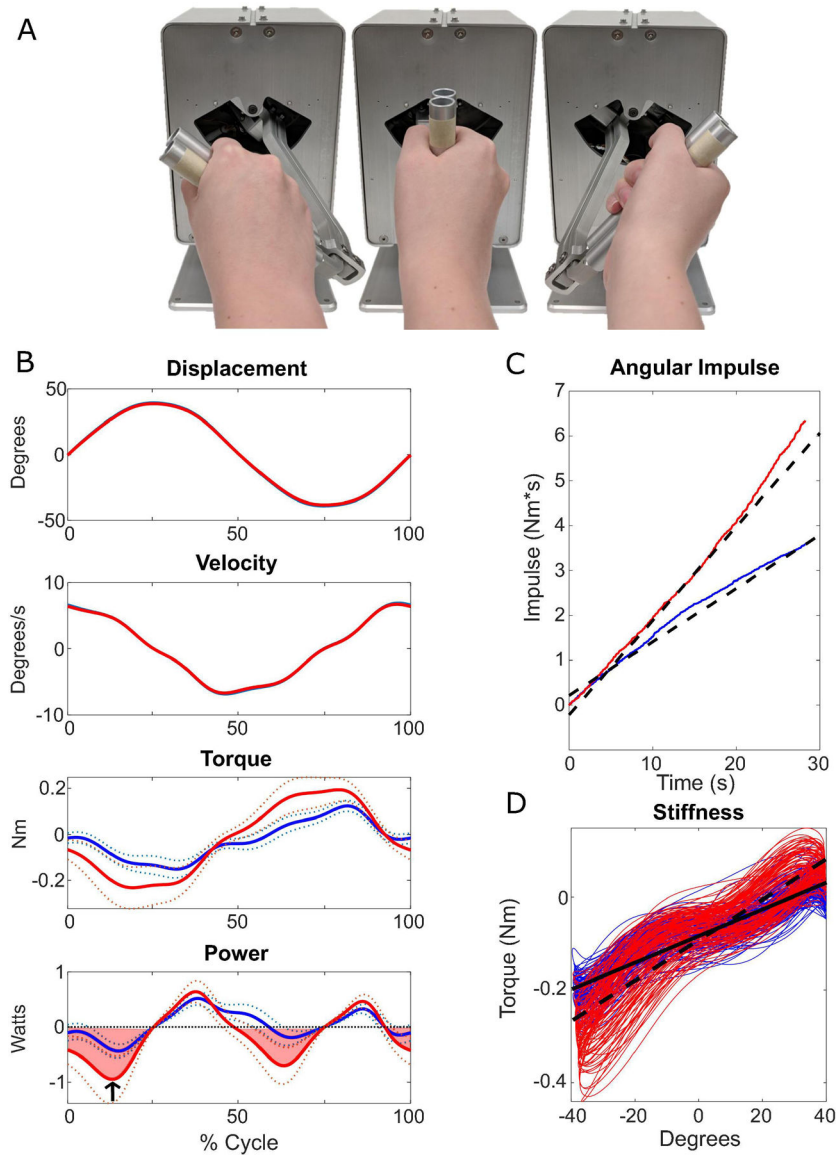 A
B
Displacement
Degrees
50
0
-50
0
50
100
Velocity
Degrees/s
10
0
-10
0
50
100
Torque
Nm
0.2
0
-0.2
0
50
100
Power
Watts
1
0
-1
0
50
100
% Cycle
C
Angular Impulse
Impulse (Nm*s)
7
6
5
4
3
2
1
0
0
10
20
30
Time (s)
D
Stiffness
Torque (Nm)
0
-0.2
-0.4
-40
-20
0
20
40
Degrees